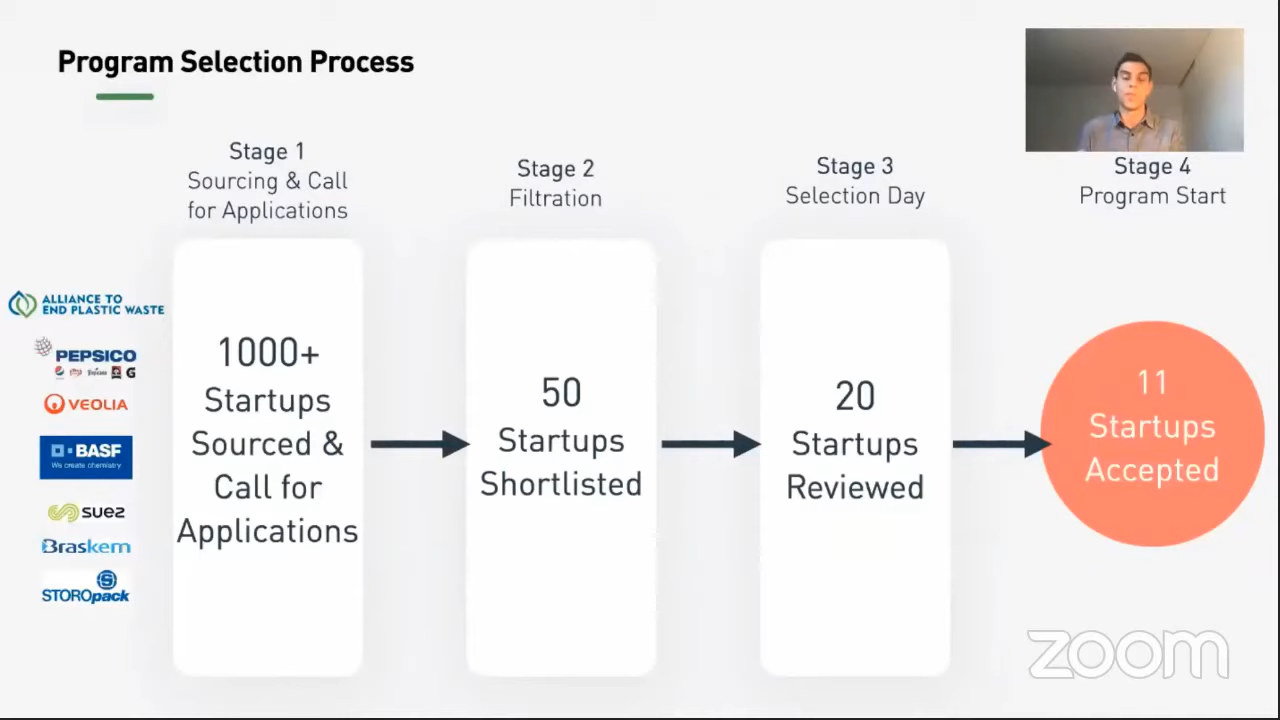 Program Selection Process
Stage 1
Sourcing & Call
for Applications
Stage 2
Filtration
Stage 3
Selection Day
Stage 4
Program Start
ALLIANCE TO
END PLASTIC WASTE
PEPSICO
G
VEOLIA
BASF
We create chemistry
suez
Braskem
STOROpack
1000+
Startups
Sourced &
Call for
Applications
50
Startups
Shortlisted
20
Startups
Reviewed
11
Startups
Accepted
zoom